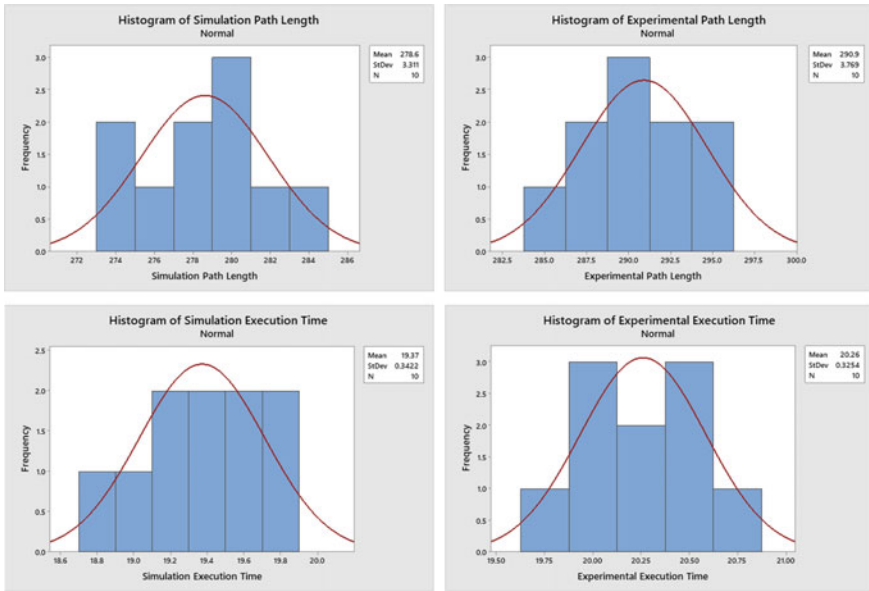 Histogram of Simulation Path Length
Normal
Mean 278.6
StDev 3.311
N 10
3.0
2.5
2.0
1.5
1.0
0.5
0.0
Frequency
272 274 276 278 280 282 284 286
Simulation Path Length
Histogram of Experimental Path Length
Normal
Mean 290.9
StDev 3.769
N 10
3.0
2.5
2.0
1.5
1.0
0.5
0.0
Frequency
282.5 285.0 287.5 290.0 292.5 295.0 297.5 300.0
Experimental Path Length
Histogram of Simulation Execution Time
Normal
Mean 19.37
StDev 0.3422
N 10
2.5
2.0
1.5
1.0
0.5
0.0
Frequency
18.6 18.8 19.0 19.2 19.4 19.6 19.8 20.0
Simulation Execution Time
Histogram of Experimental Execution Time
Normal
Mean 20.26
StDev 0.3254
N 10
3.0
2.5
2.0
1.5
1.0
0.5
0.0
Frequency
19.50 19.75 20.00 20.25 20.50 20.75 21.00
Experimental Execution Time